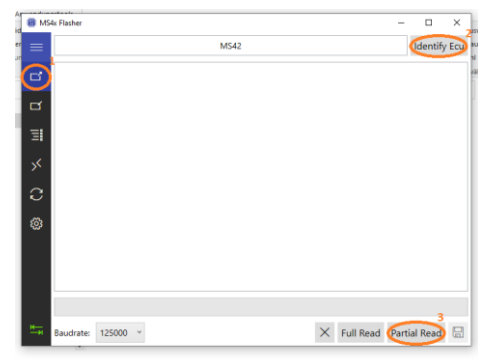 MS4x Flasher
MS42
Identify Ecu
2
1
3
Baudrate: 125000
Full Read
Partial Read